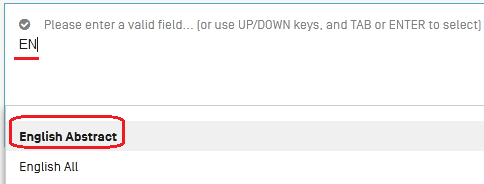 Please enter a valid field... (or use UP/DOWN keys, and TAB or ENTER to select)
EN
English Abstract
English All